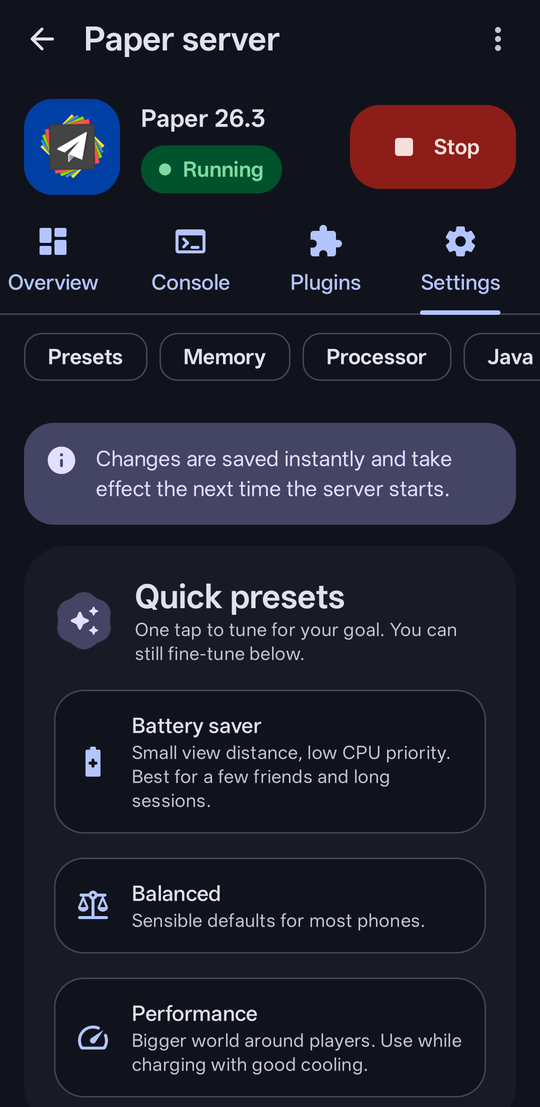 Paper server
Paper 26.3
Running
Stop
Overview
Console
Plugins
Settings
Presets
Memory
Processor
Java
Changes are saved instantly and take
effect the next time the server starts.
Quick presets
One tap to tune for your goal. You can
still fine-tune below.
Battery saver
Small view distance, low CPU priority.
Best for a few friends and long
sessions.
Balanced
Sensible defaults for most phones.
Performance
Bigger world around players. Use while
charging with good cooling.